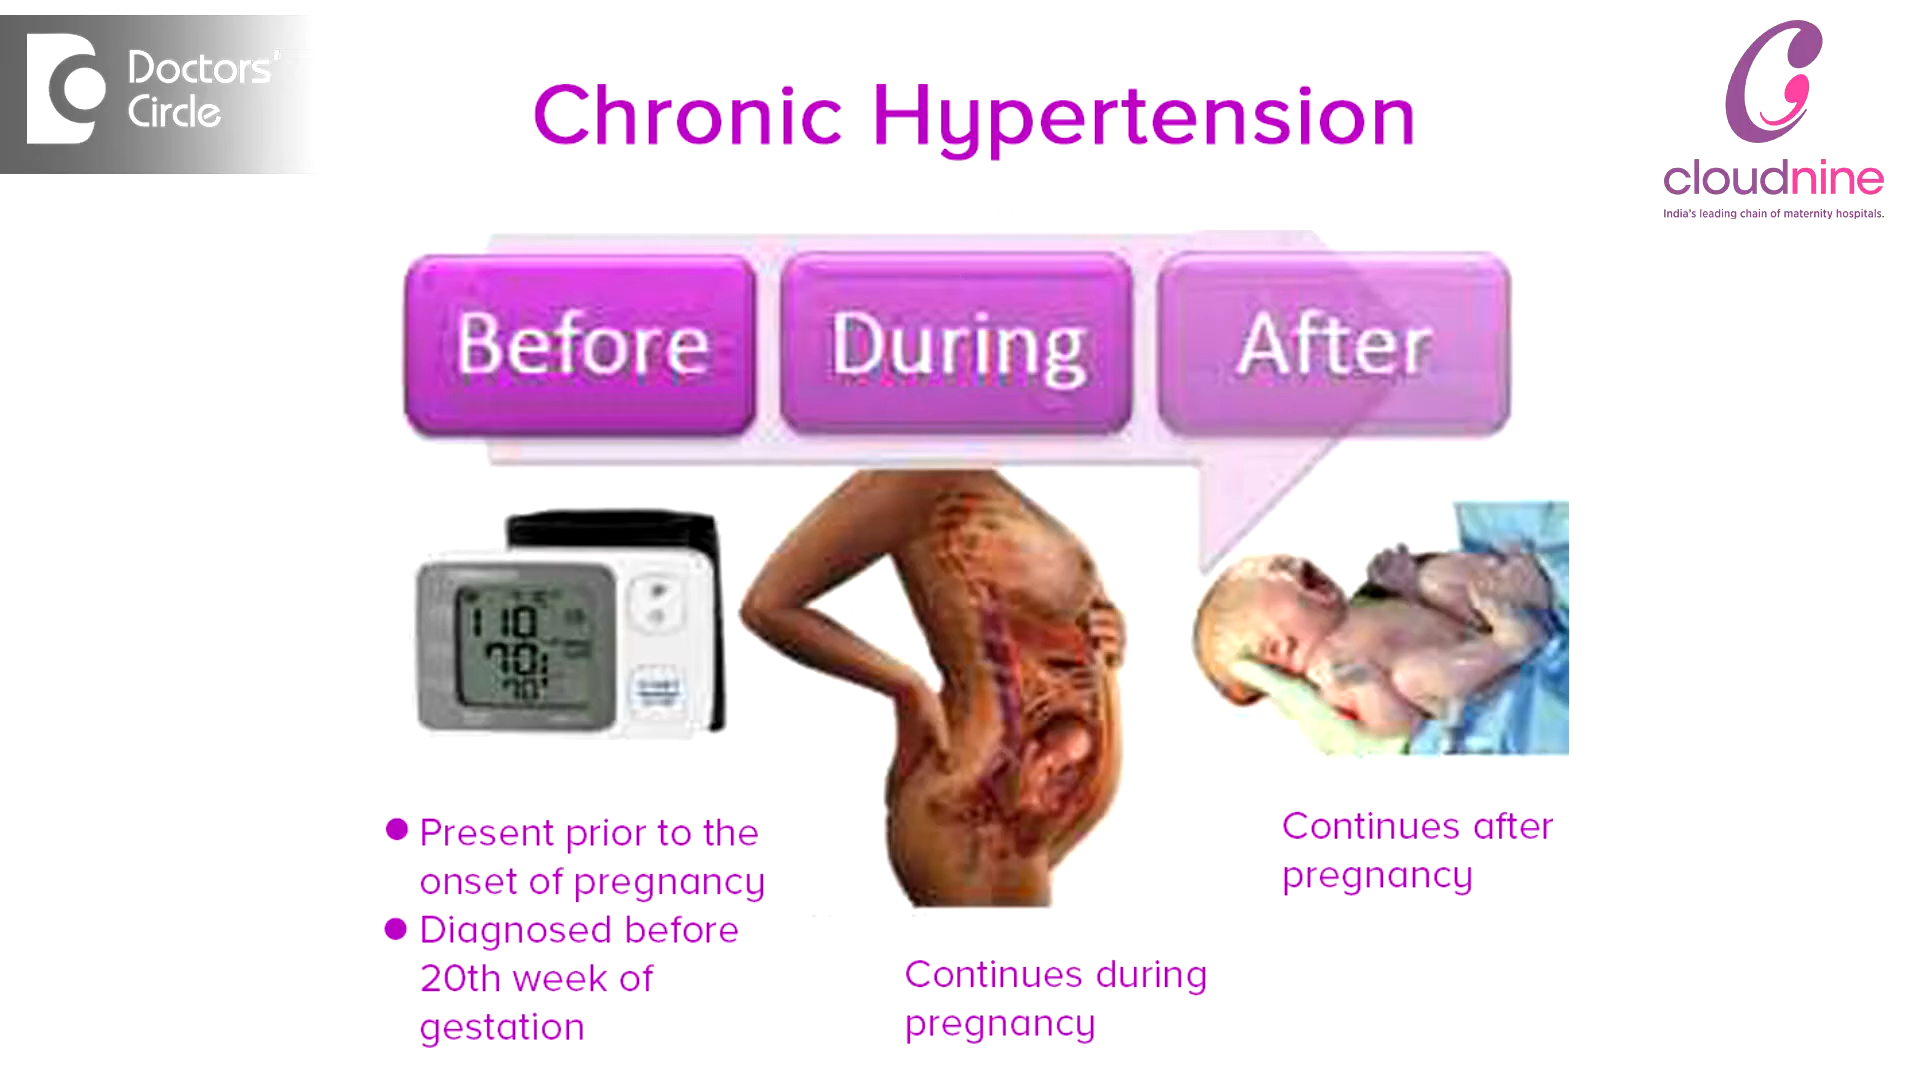 Doctors'
Circle
Chronic Hypertension
cloudnine
India's leading chain of maternity hospitals.
Before
During
After
110
70
70
Present prior to the
onset of pregnancy
Diagnosed before
20th week of
gestation
Continues during
pregnancy
Continues after
pregnancy